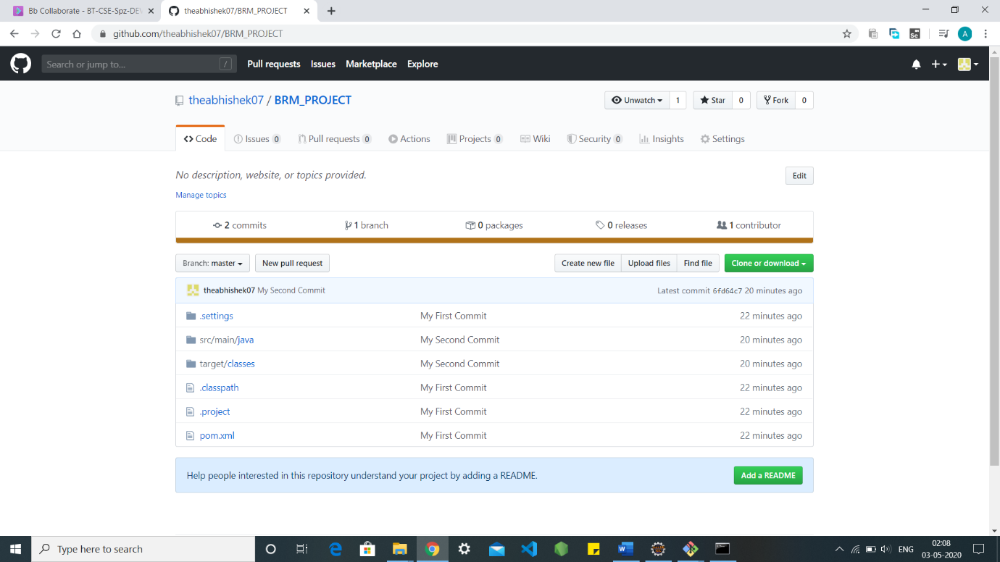 Bb Collaborate - BT-CSE-Spz-DEV
theabhishek07/BRM_PROJECT
github.com/theabhishek07/BRM_PROJECT
Se
A
Search or jump to...
/
Pull requests Issues Marketplace Explore
theabhishek07 / BRM_PROJECT
Unwatch 1 Star 0 Fork 0
Code Issues 0 Pull requests 0 Actions Projects 0 Wiki Security 0 Insights Settings
No description, website, or topics provided.
Edit
Manage topics
2 commits 1 branch 0 packages 0 releases 1 contributor
Branch: master New pull request Create new file Upload files Find file Clone or download
theabhishek07 My Second Commit Latest commit 6fd64c7 20 minutes ago
.settings My First Commit 22 minutes ago
src/main/java My Second Commit 20 minutes ago
target/classes My Second Commit 20 minutes ago
.classpath My First Commit 22 minutes ago
.project My First Commit 22 minutes ago
pom.xml My First Commit 22 minutes ago
Help people interested in this repository understand your project by adding a README. Add a README
Type here to search
ENG
02:08
03-05-2020